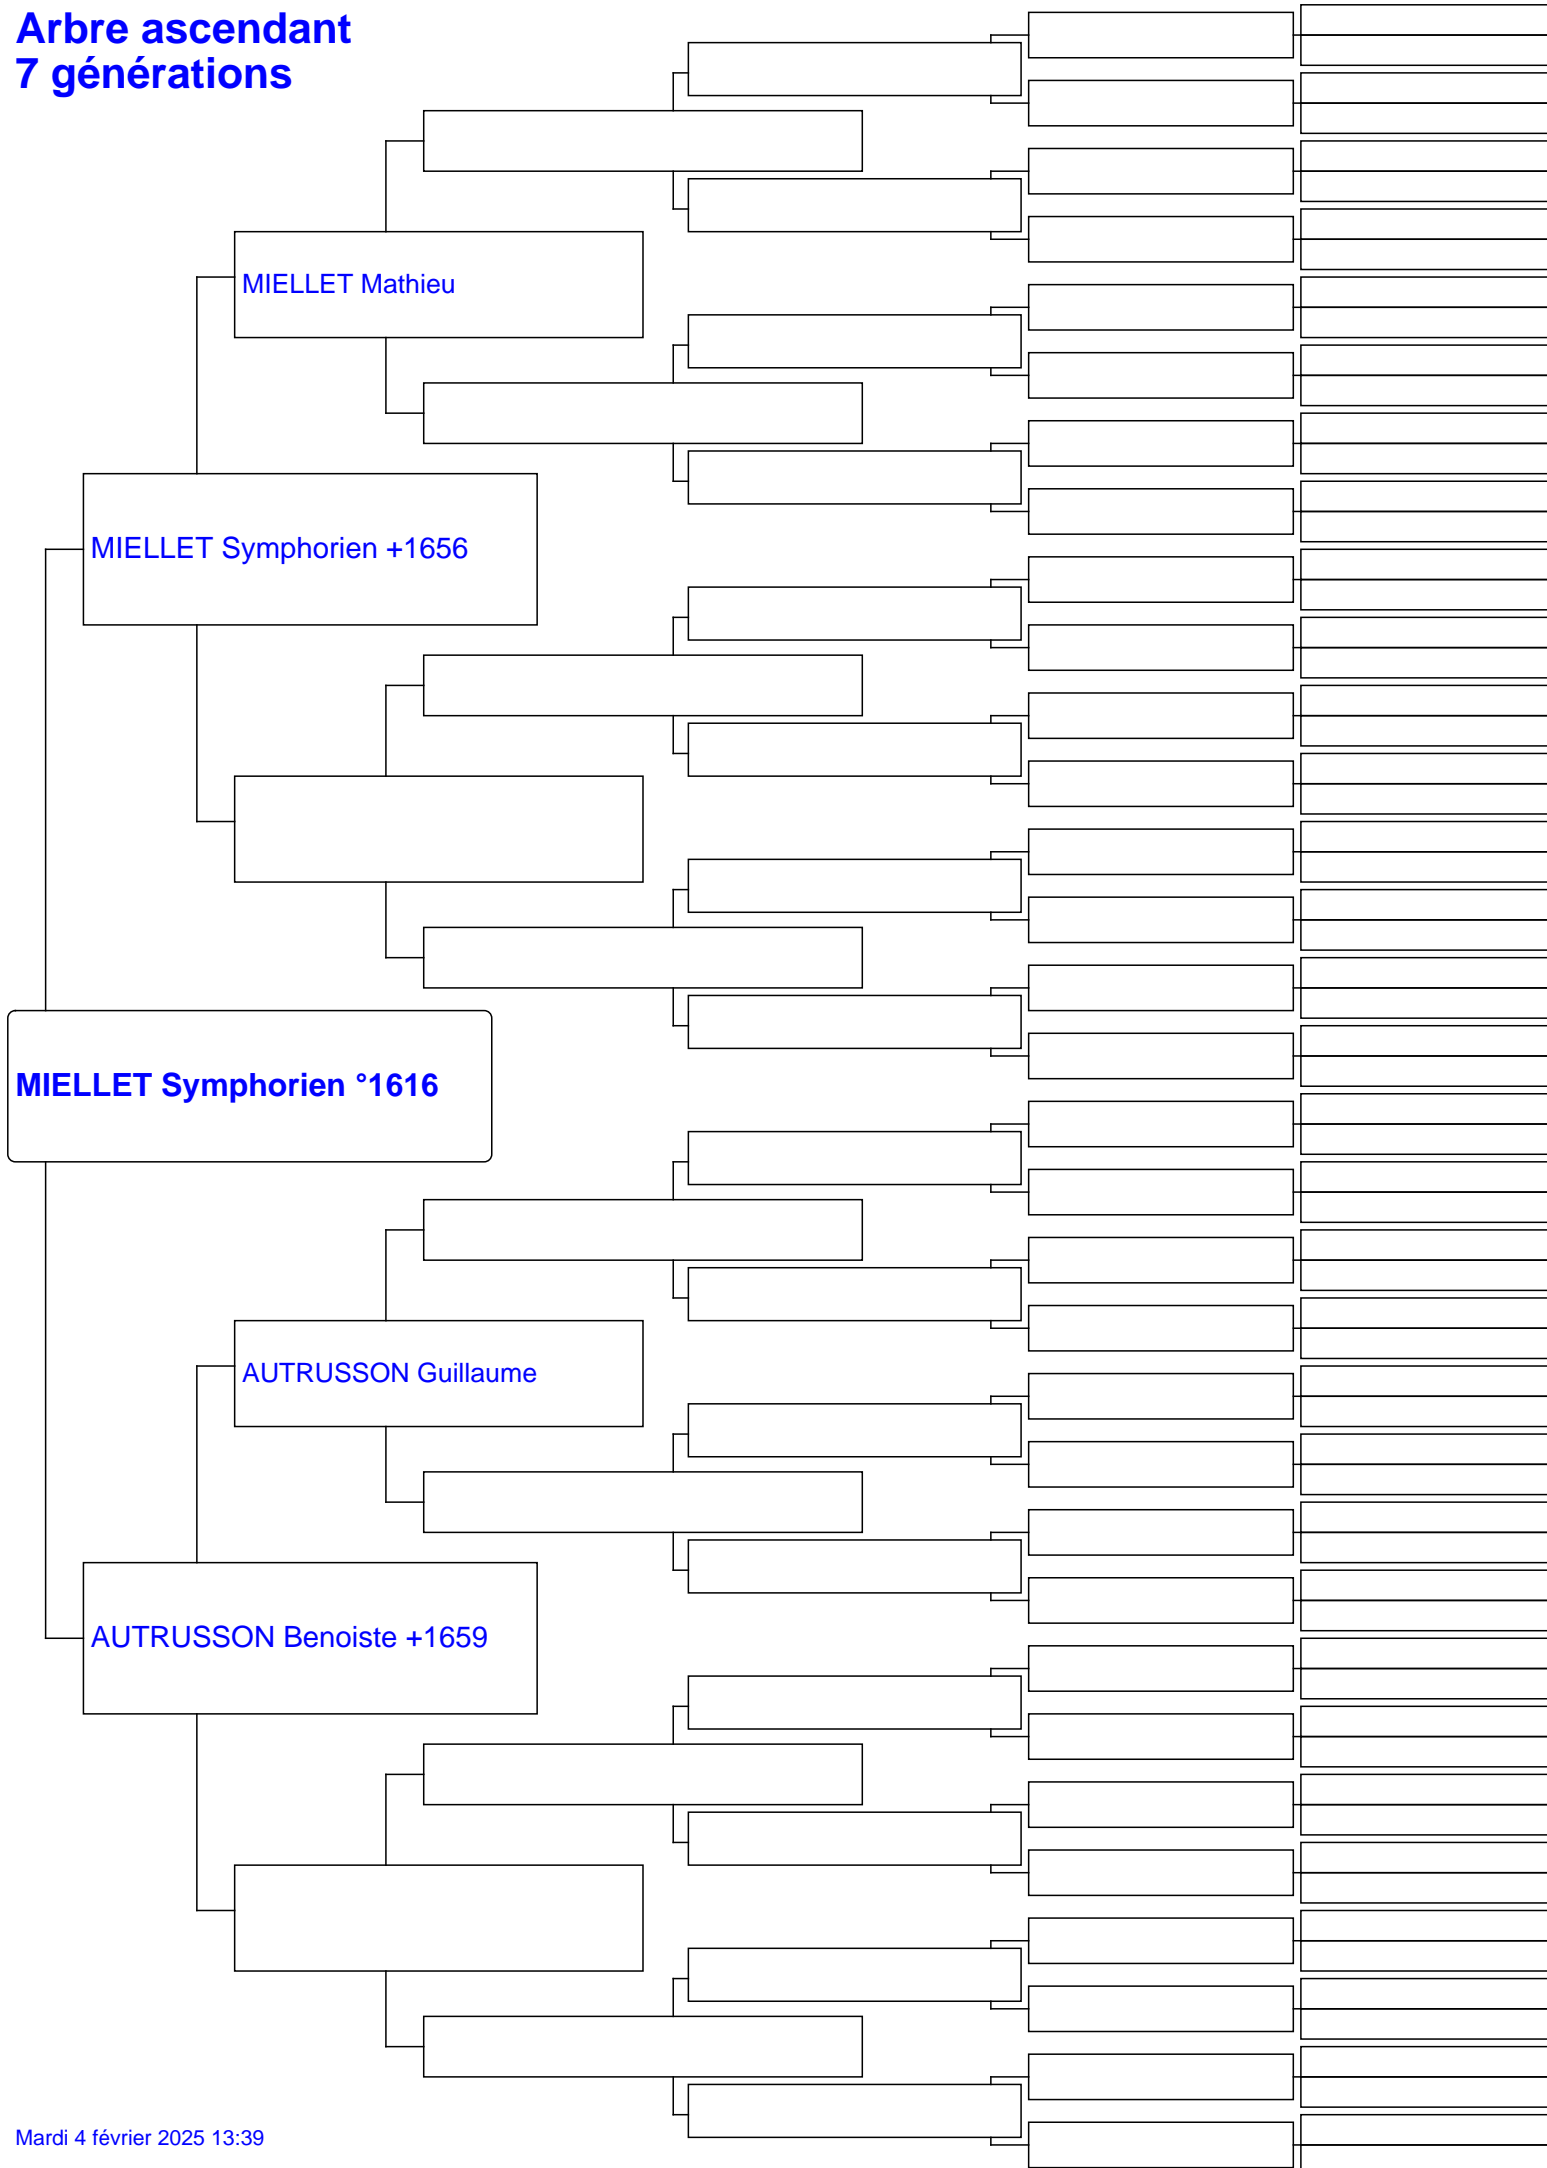 Arbre ascendant
7 générations
MIELLET Mathieu
MIELLET Symphorien +1656
MIELLET Symphorien °1616
AUTRUSSON Guillaume
AUTRUSSON Benoiste +1659
Mardi 4 février 2025 13:39